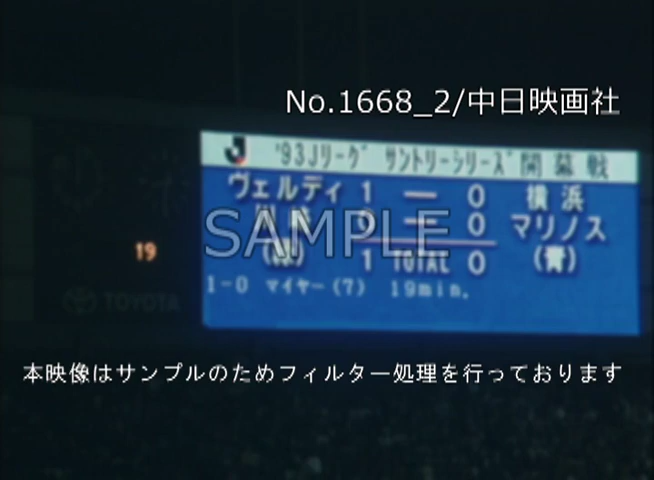 No.1668_2/中日映画社
'93Jリーグ サントリーシリーズ 開幕戦
ヴェルディ 1 ー 0 横浜
川崎 0 ー 0 マリノス
SAMPLE
1 TOTAL 0 (青)
19
1-0 マイヤー(7) 19min.
TOYOTA
本映像はサンプルのためフィルター処理を行っております